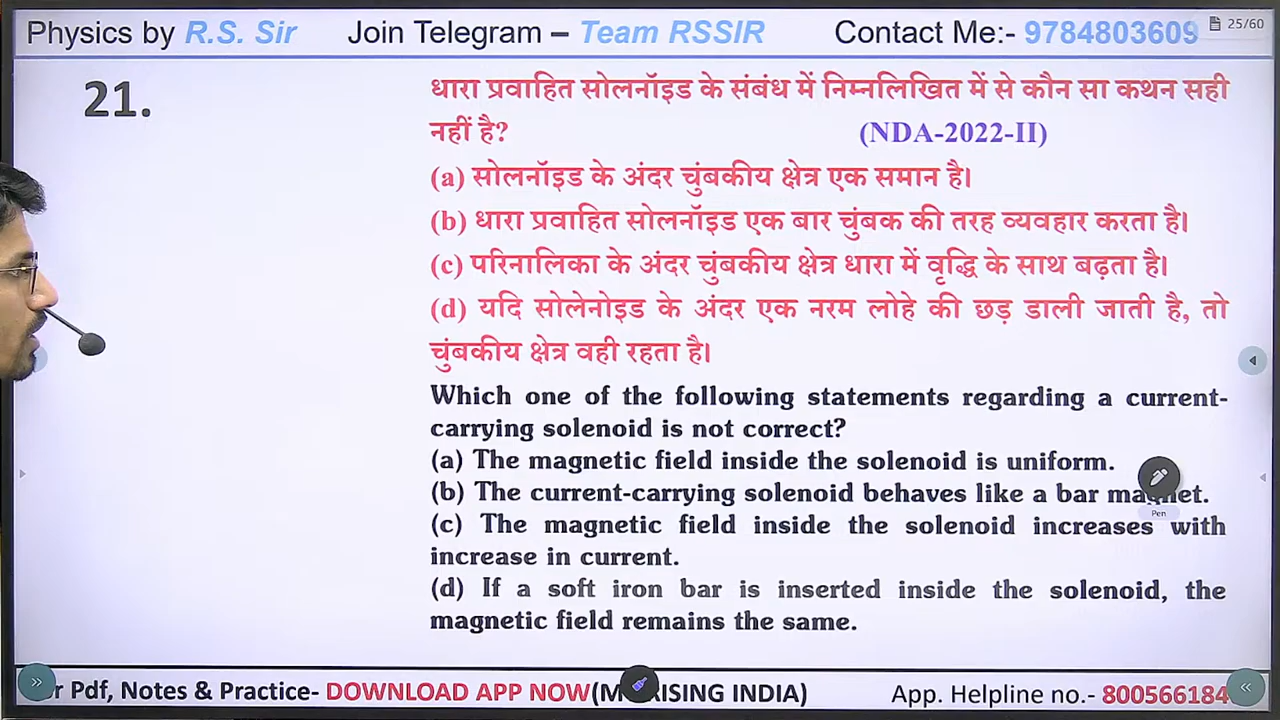 Physics by R.S. Sir Join Telegram – Team RSSIR Contact Me:- 9784803609 25/60
21.
धारा प्रवाहित सोलनॉइड के संबंध में निम्नलिखित में से कौन सा कथन सही
नहीं है? (NDA-2022-II)
(a) सोलनॉइड के अंदर चुंबकीय क्षेत्र एक समान है।
(b) धारा प्रवाहित सोलनॉइड एक बार चुंबक की तरह व्यवहार करता है।
(c) परिनालिका के अंदर चुंबकीय क्षेत्र धारा में वृद्धि के साथ बढ़ता है।
(d) यदि सोलेनोइड के अंदर एक नरम लोहे की छड़ डाली जाती है, तो
चुंबकीय क्षेत्र वही रहता है।
Which one of the following statements regarding a current-
carrying solenoid is not correct?
(a) The magnetic field inside the solenoid is uniform.
(b) The current-carrying solenoid behaves like a bar magnet.
Pen
(c) The magnetic field inside the solenoid increases with
increase in current.
(d) If a soft iron bar is inserted inside the solenoid, the
magnetic field remains the same.
r Pdf, Notes & Practice- DOWNLOAD APP NOW(M RISING INDIA) App. Helpline no.- 800566184